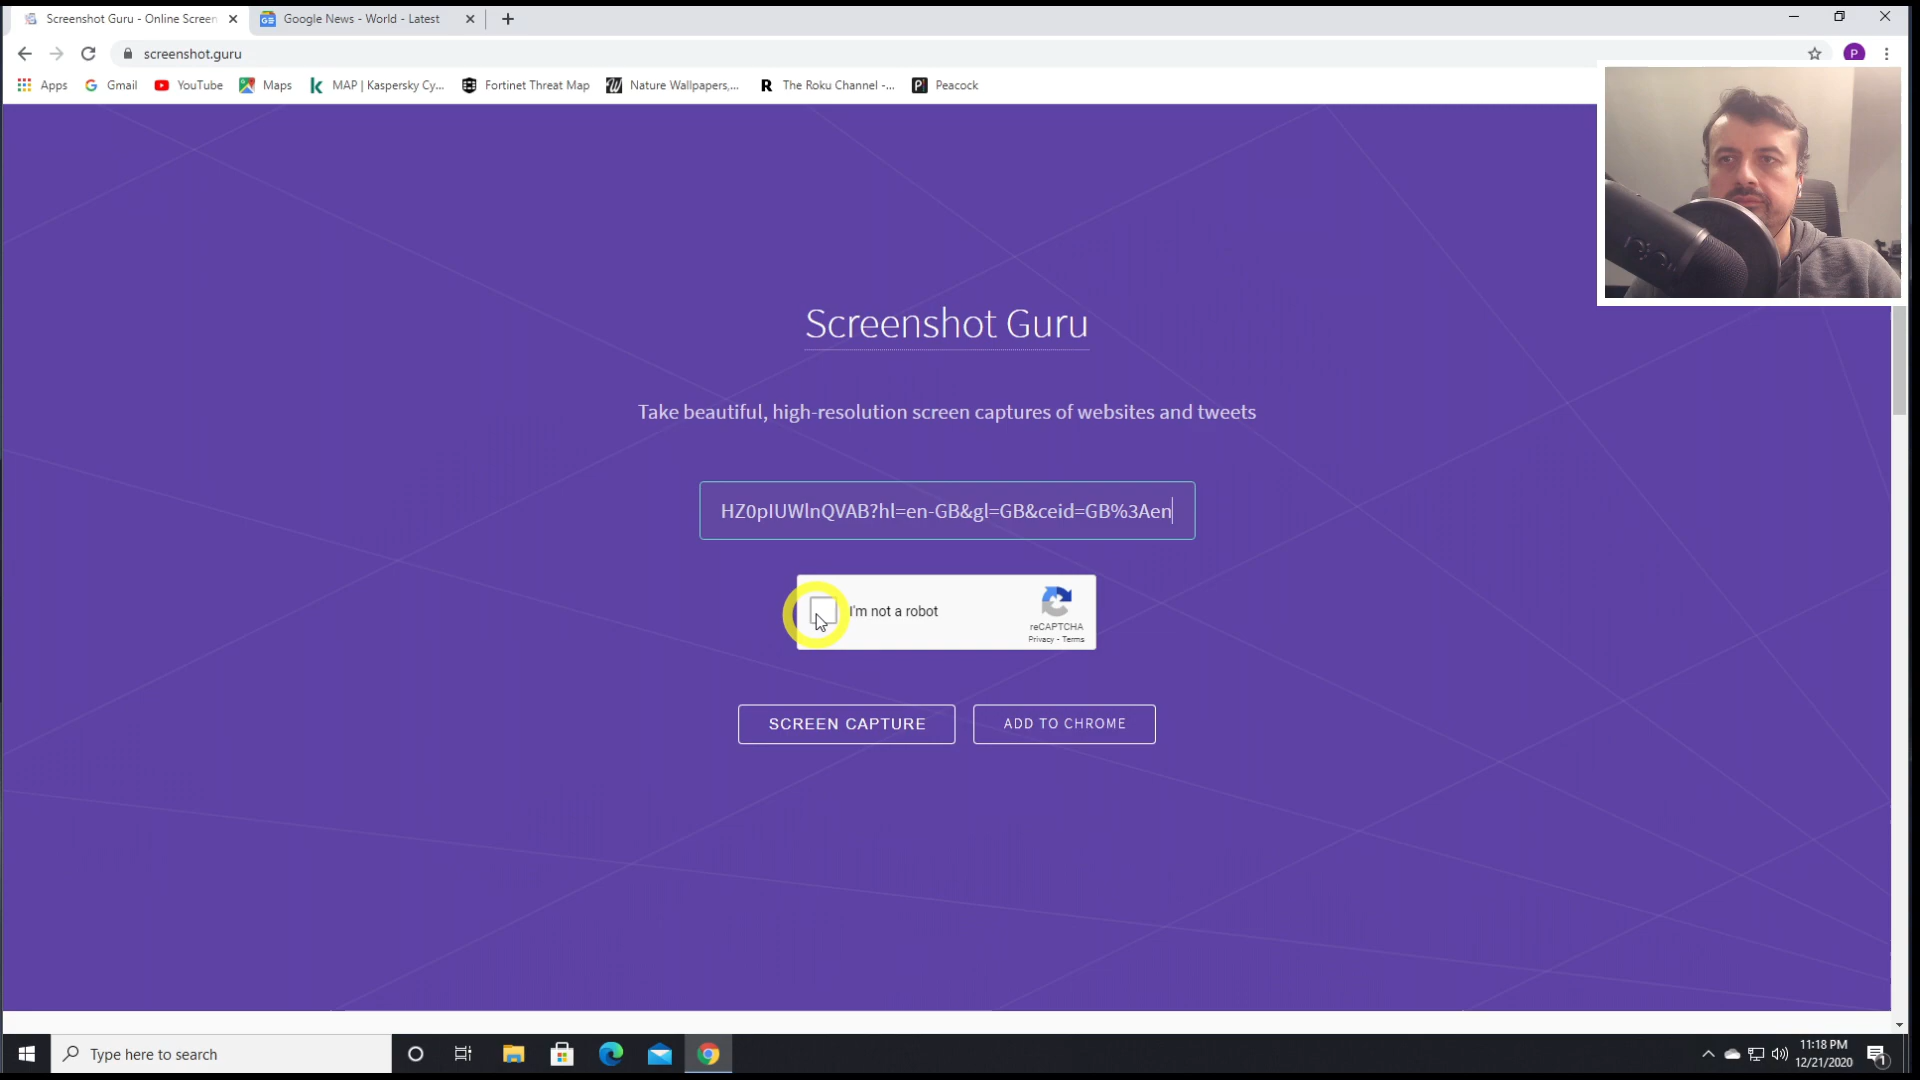 Screenshot Guru - Online Screen
Google News - World - Latest
screenshot.guru
P
Apps
Gmail
YouTube
Maps
MAP | Kaspersky Cy...
Fortinet Threat Map
Nature Wallpapers,...
The Roku Channel -...
Peacock
Screenshot Guru
Take beautiful, high-resolution screen captures of websites and tweets
HZ0pIUWlnQVAB?hl=en-GB&gl=GB&ceid=GB%3Aen
I'm not a robot
reCAPTCHA
Privacy - Terms
SCREEN CAPTURE
ADD TO CHROME
Type here to search
11:18 PM
12/21/2020
1